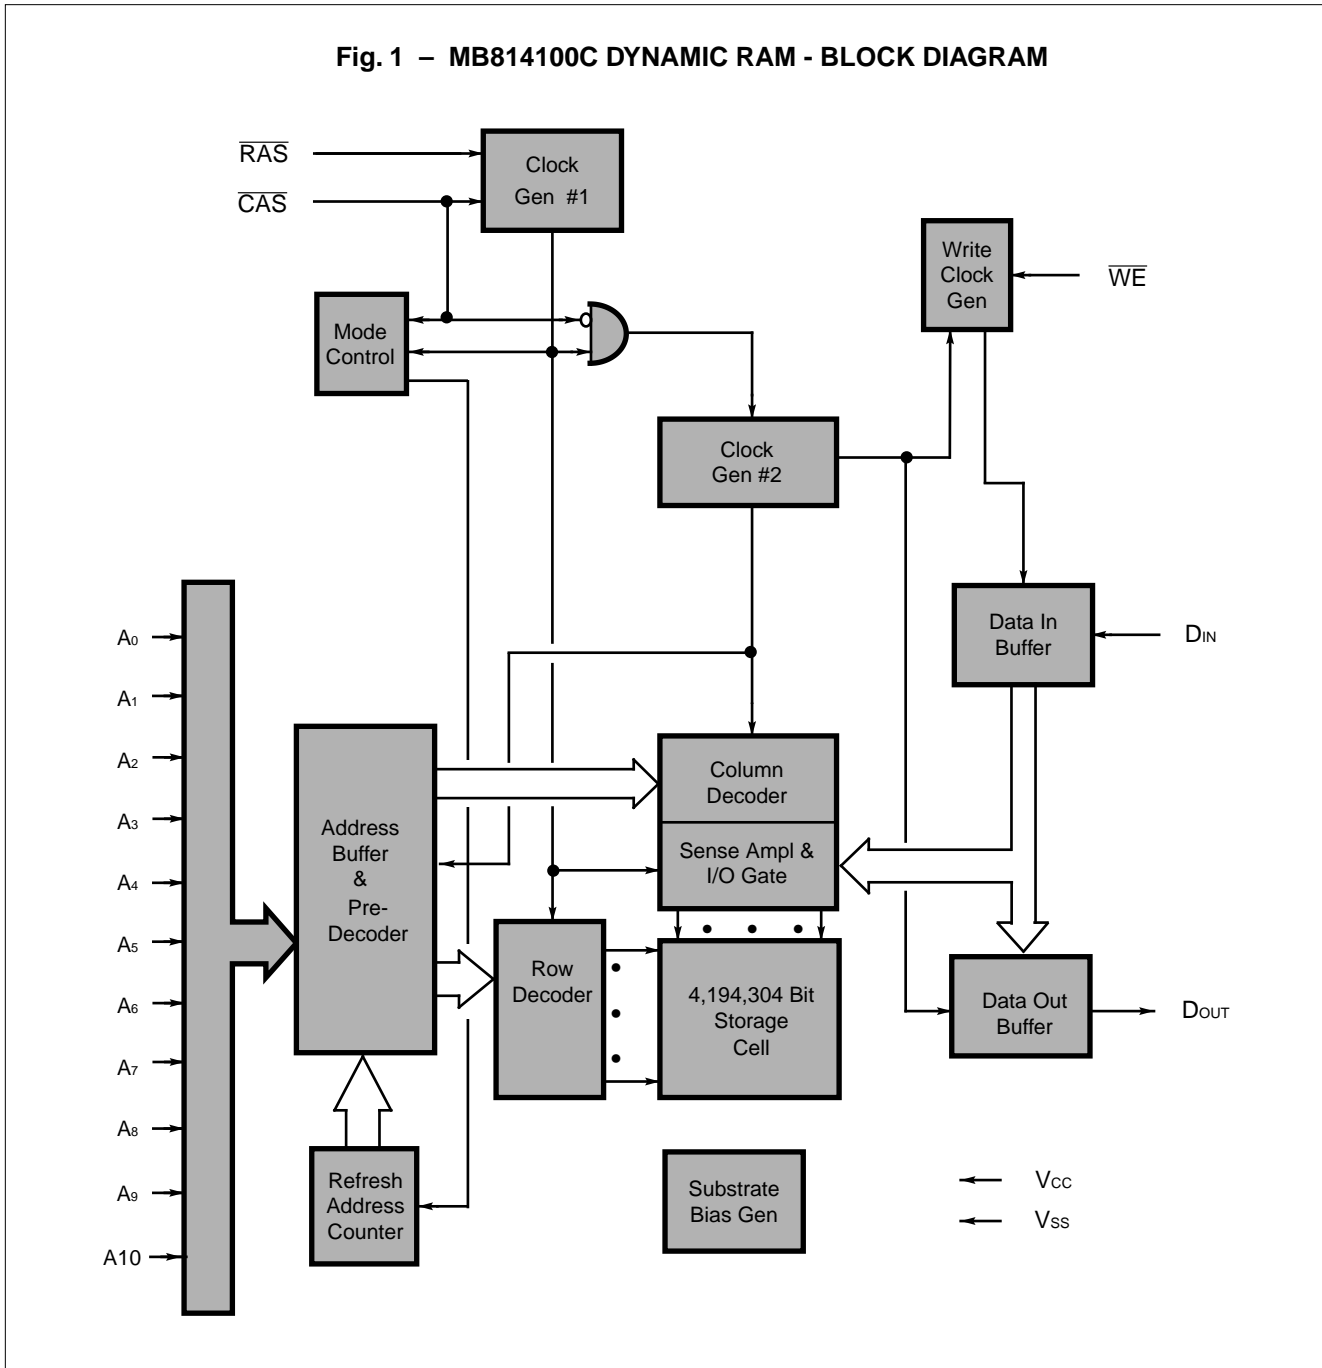 Fig. 1 – MB814100C DYNAMIC RAM - BLOCK DIAGRAM
R̅A̅S̅
C̅A̅S̅
Clock
Gen #1
Write
Clock
Gen
W̅E̅
Mode
Control
Clock
Gen #2
A0
A1
A2
A3
A4
A5
A6
A7
A8
A9
A10
Data In
Buffer
DIN
Address
Buffer
&
Pre-
Decoder
Column
Decoder
Sense Ampl &
I/O Gate
Row
Decoder
4,194,304 Bit
Storage
Cell
Data Out
Buffer
DOUT
Refresh
Address
Counter
Substrate
Bias Gen
VCC
VSS